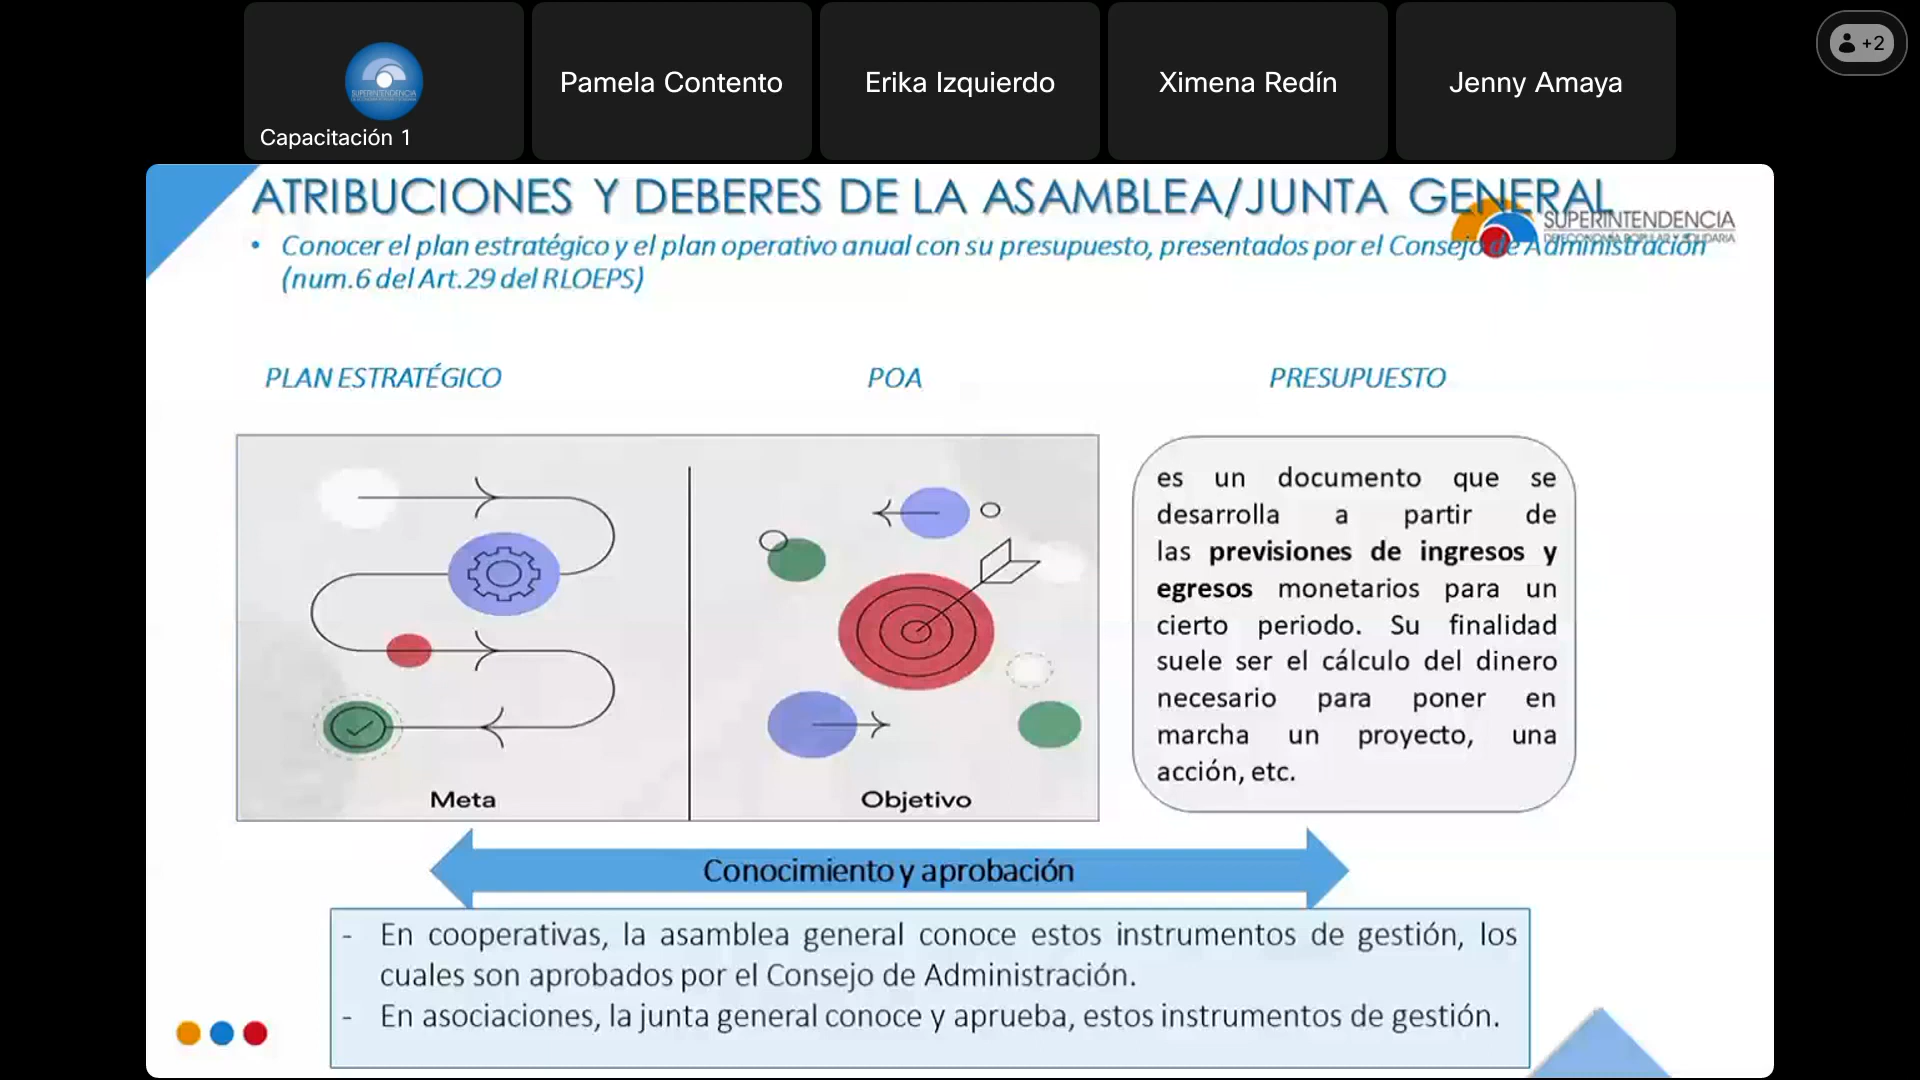 Capacitación 1
Pamela Contento
Erika Izquierdo
Ximena Redín
Jenny Amaya
+2
ATRIBUCIONES Y DEBERES DE LA ASAMBLEA/JUNTA GENERAL
SUPERINTENDENCIA
DE ECONOMÍA POPULAR Y SOLIDARIA
• Conocer el plan estratégico y el plan operativo anual con su presupuesto, presentados por el Consejo de Administración
(num.6 del Art.29 del RLOEPS)
PLAN ESTRATÉGICO
POA
PRESUPUESTO
Meta
Objetivo
es un documento que se
desarrolla a partir de
las previsiones de ingresos y
egresos monetarios para un
cierto periodo. Su finalidad
suele ser el cálculo del dinero
necesario para poner en
marcha un proyecto, una
acción, etc.
Conocimiento y aprobación
- En cooperativas, la asamblea general conoce estos instrumentos de gestión, los
cuales son aprobados por el Consejo de Administración.
- En asociaciones, la junta general conoce y aprueba, estos instrumentos de gestión.